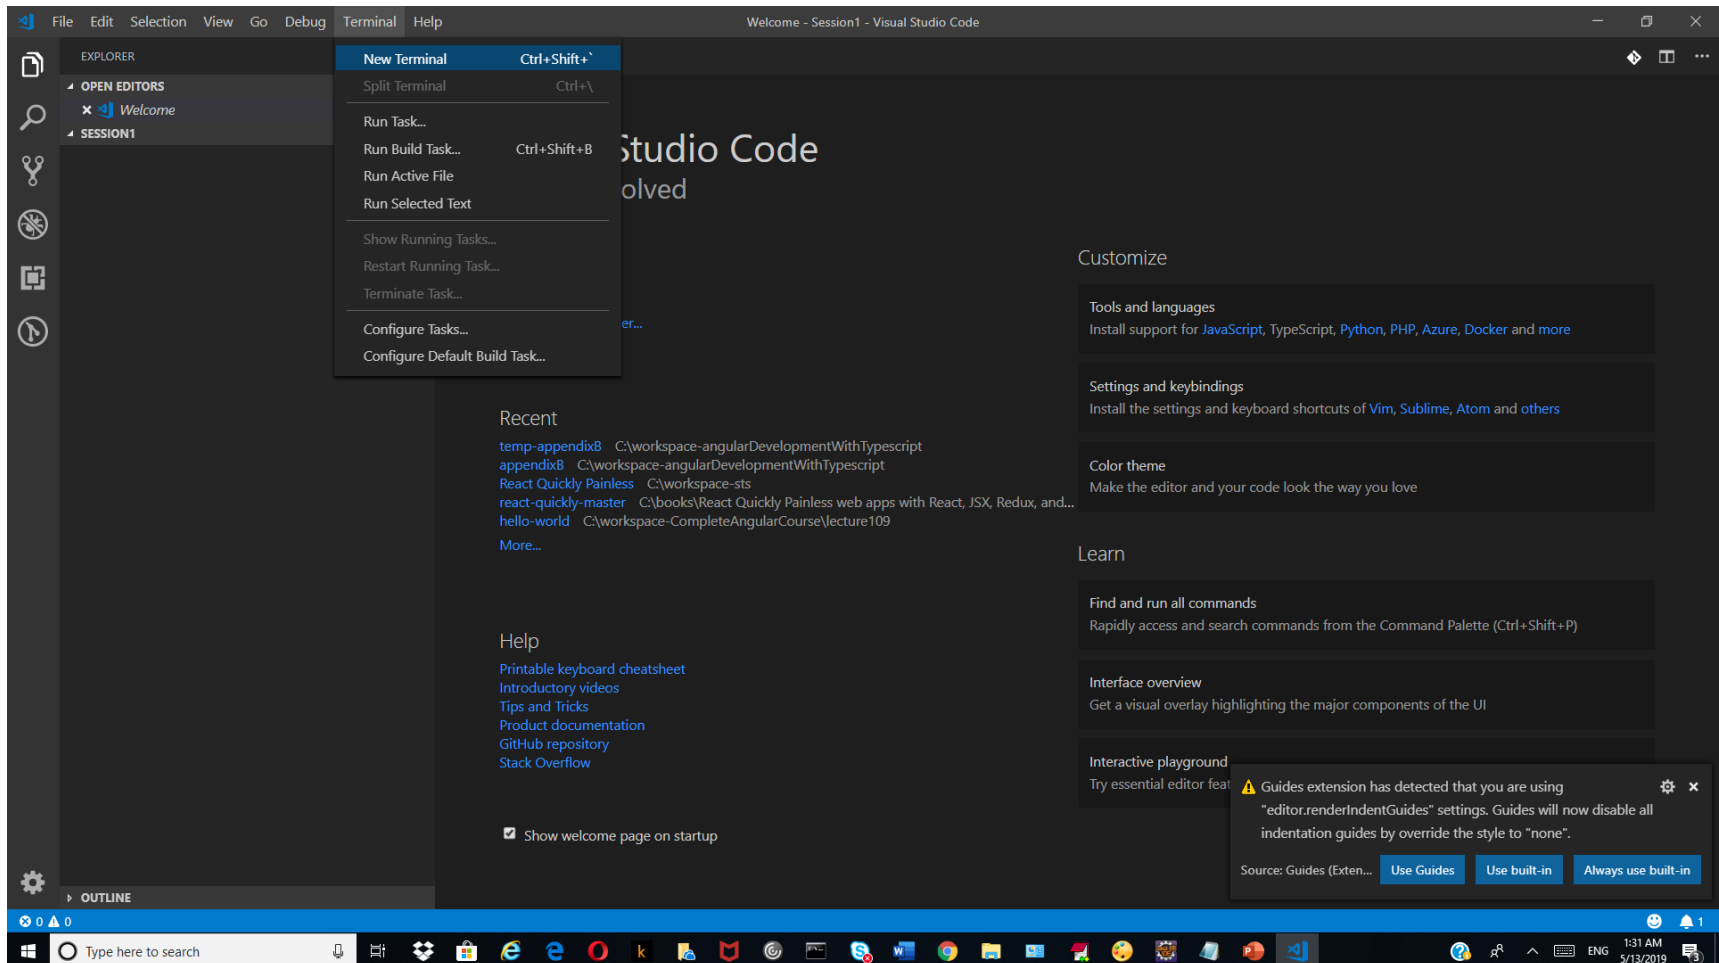 File Edit Selection View Go Debug Terminal Help
Welcome - Session1 - Visual Studio Code
EXPLORER
OPEN EDITORS
Welcome
SESSION1
New Terminal Ctrl+Shift+`
Split Terminal Ctrl+\
Run Task...
Run Build Task... Ctrl+Shift+B
Run Active File
Run Selected Text
Show Running Tasks...
Restart Running Task...
Terminate Task...
Configure Tasks...
Configure Default Build Task...
Studio Code
olved
er...
Recent
temp-appendixB C:\workspace-angularDevelopmentWithTypescript
appendixB C:\workspace-angularDevelopmentWithTypescript
React Quickly Painless C:\workspace-sts
react-quickly-master C:\books\React Quickly Painless web apps with React, JSX, Redux, and...
hello-world C:\workspace-CompleteAngularCourse\lecture109
More...
Help
Printable keyboard cheatsheet
Introductory videos
Tips and Tricks
Product documentation
GitHub repository
Stack Overflow
Show welcome page on startup
Customize
Tools and languages
Install support for JavaScript, TypeScript, Python, PHP, Azure, Docker and more
Settings and keybindings
Install the settings and keyboard shortcuts of Vim, Sublime, Atom and others
Color theme
Make the editor and your code look the way you love
Learn
Find and run all commands
Rapidly access and search commands from the Command Palette (Ctrl+Shift+P)
Interface overview
Get a visual overlay highlighting the major components of the UI
Interactive playground
Try essential editor feat
Guides extension has detected that you are using
"editor.renderIndentGuides" settings. Guides will now disable all
indentation guides by override the style to "none".
Source: Guides (Exten... Use Guides Use built-in Always use built-in
OUTLINE
0 0
1
Type here to search
ENG
1:31 AM
5/13/2019
3